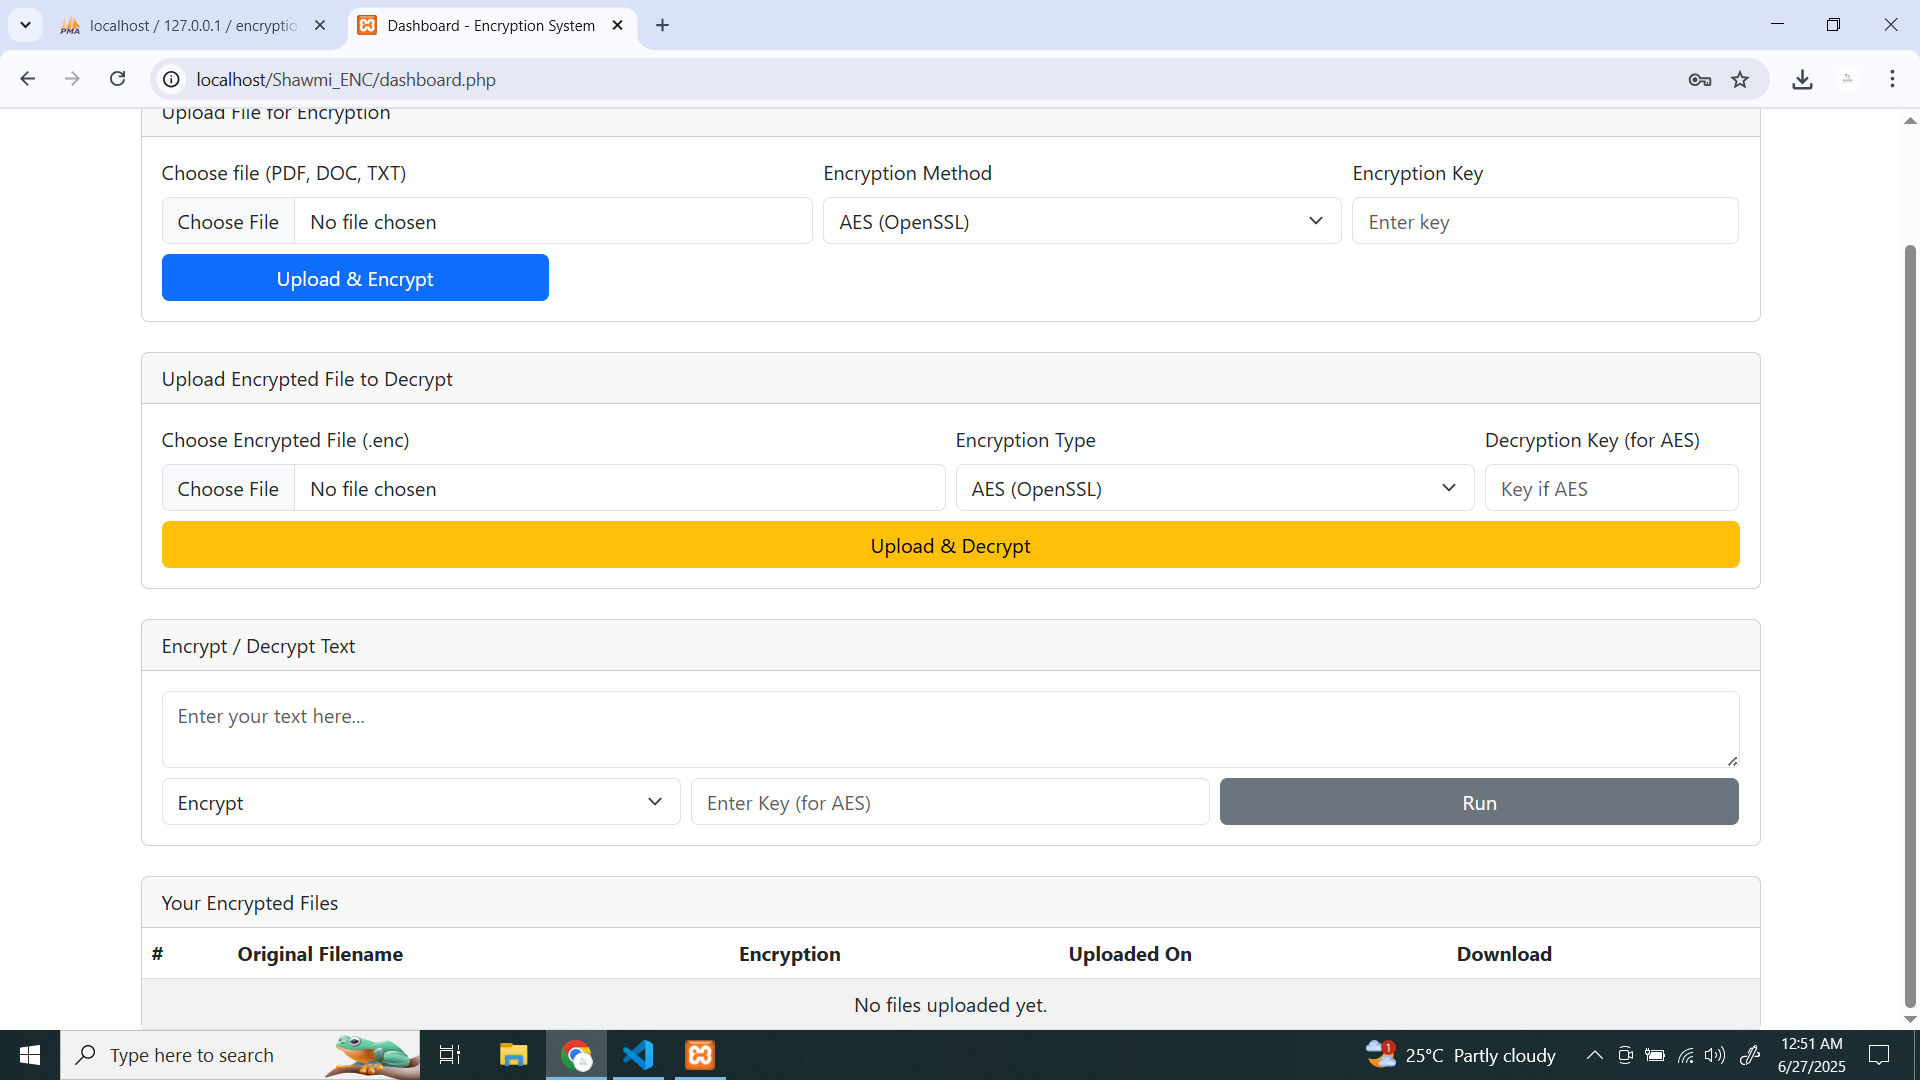 localhost / 127.0.0.1 / encryptio
Dashboard - Encryption System
localhost/Shawmi_ENC/dashboard.php
Upload File for Encryption
Choose file (PDF, DOC, TXT)
Encryption Method
Encryption Key
Choose File
No file chosen
AES (OpenSSL)
Enter key
Upload & Encrypt
Upload Encrypted File to Decrypt
Choose Encrypted File (.enc)
Encryption Type
Decryption Key (for AES)
Choose File
No file chosen
AES (OpenSSL)
Key if AES
Upload & Decrypt
Encrypt / Decrypt Text
Enter your text here...
Encrypt
Enter Key (for AES)
Run
Your Encrypted Files
# Original Filename Encryption Uploaded On Download
No files uploaded yet.
Type here to search
1
25°C Partly cloudy
12:51 AM
6/27/2025